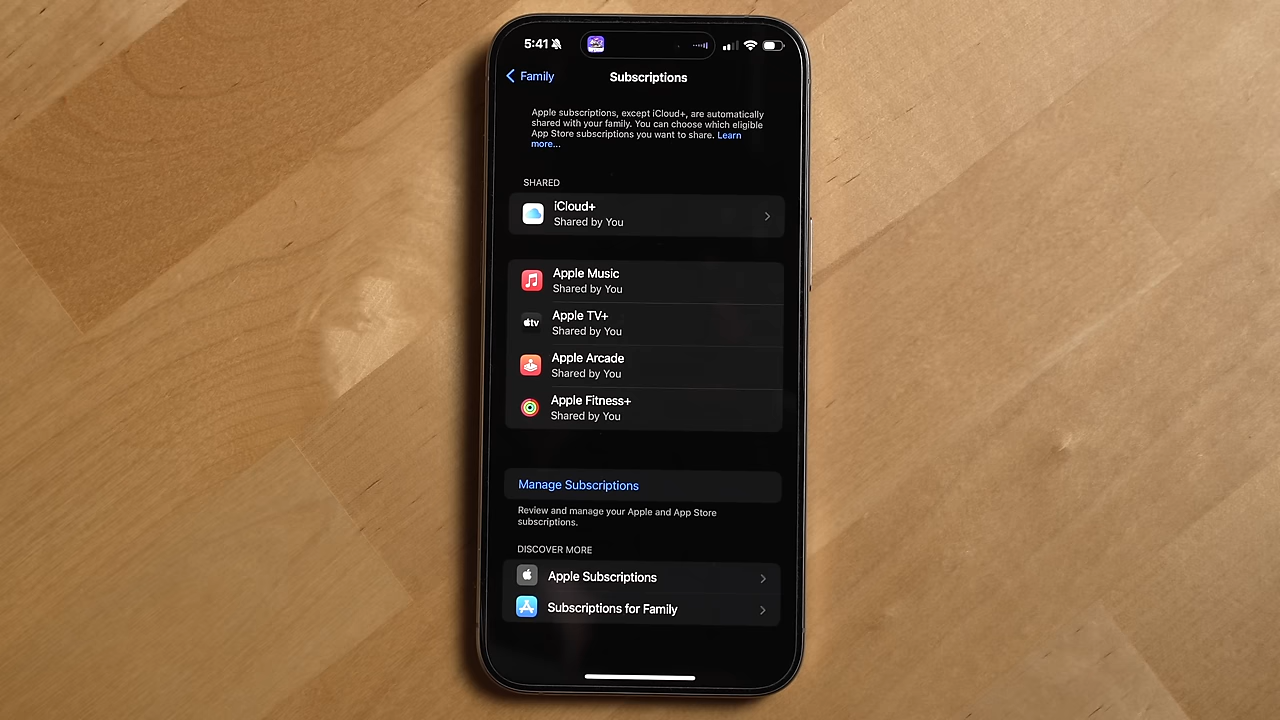 5:41
Family
Subscriptions
Apple subscriptions, except iCloud+, are automatically
shared with your family. You can choose which eligible
App Store subscriptions you want to share. Learn
more...
SHARED
iCloud+
Shared by You
Apple Music
Shared by You
tv
Apple TV+
Shared by You
Apple Arcade
Shared by You
Apple Fitness+
Shared by You
Manage Subscriptions
Review and manage your Apple and App Store
subscriptions.
DISCOVER MORE
Apple Subscriptions
Subscriptions for Family